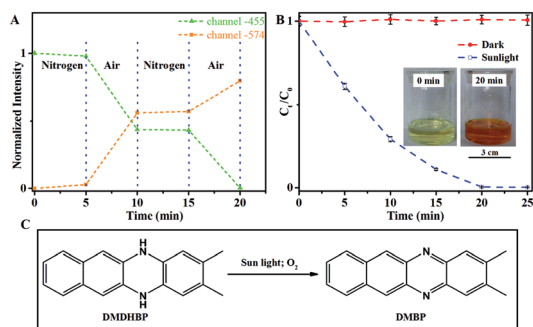 A
channel -455
channel -574
Nitrogen Air Nitrogen Air
Normalized Intensity
1
0
0 5 10 15 20
Time (min)
B
Dark
Sunlight
0 min 20 min
3 cm
Ct/C0
1
0
0 5 10 15 20 25
Time (min)
C
H
N
N
H
DMDHBP
Sun light; O2
N
N
DMBP